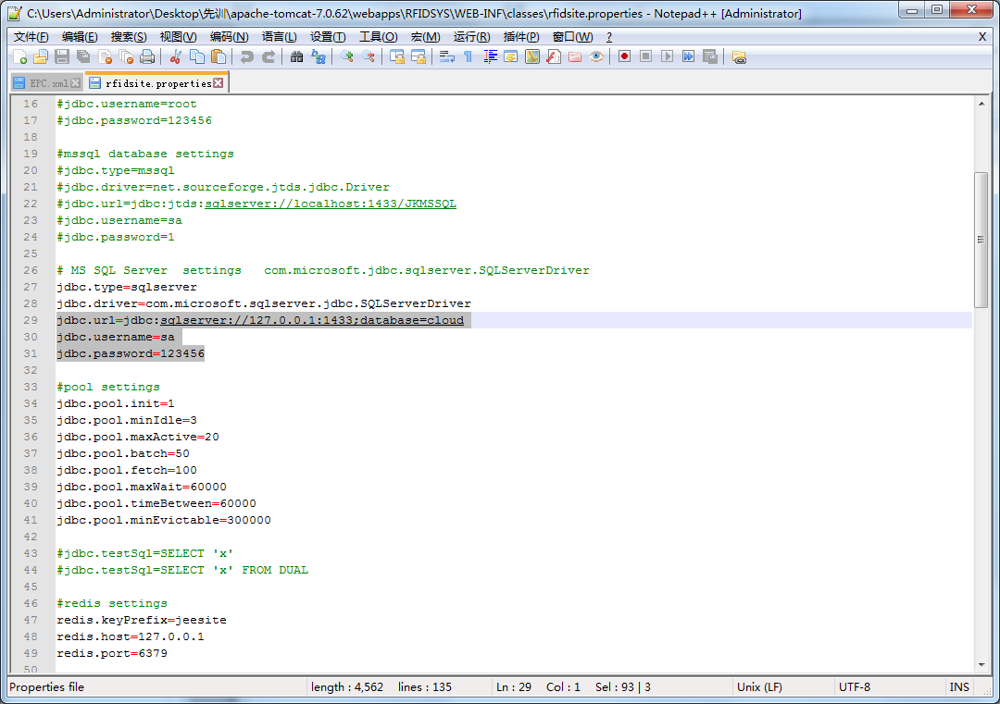 C:\Users\Administrator\Desktop\先训\apache-tomcat-7.0.62\webapps\RFIDSYS\WEB-INF\classes\rfidsite.properties - Notepad++ [Administrator]
文件(F) 编辑(E) 搜索(S) 视图(V) 编码(N) 语言(L) 设置(T) 工具(O) 宏(M) 运行(R) 插件(P) 窗口(W) ? X
EPC.xml rfidsite.properties
16 #jdbc.username=root
17 #jdbc.password=123456
18
19 #mssql database settings
20 #jdbc.type=mssql
21 #jdbc.driver=net.sourceforge.jtds.jdbc.Driver
22 #jdbc.url=jdbc:jtds:sqlserver://localhost:1433/JKMSSQL
23 #jdbc.username=sa
24 #jdbc.password=1
25
26 # MS SQL Server  settings   com.microsoft.jdbc.sqlserver.SQLServerDriver
27 jdbc.type=sqlserver
28 jdbc.driver=com.microsoft.sqlserver.jdbc.SQLServerDriver
29 jdbc.url=jdbc:sqlserver://127.0.0.1:1433;database=cloud
30 jdbc.username=sa
31 jdbc.password=123456
32
33 #pool settings
34 jdbc.pool.init=1
35 jdbc.pool.minIdle=3
36 jdbc.pool.maxActive=20
37 jdbc.pool.batch=50
38 jdbc.pool.fetch=100
39 jdbc.pool.maxWait=60000
40 jdbc.pool.timeBetween=60000
41 jdbc.pool.minEvictable=300000
42
43 #jdbc.testSql=SELECT 'x'
44 #jdbc.testSql=SELECT 'x' FROM DUAL
45
46 #redis settings
47 redis.keyPrefix=jeesite
48 redis.host=127.0.0.1
49 redis.port=6379
50
Properties file length : 4,562 lines : 135 Ln : 29 Col : 1 Sel : 93 | 3 Unix (LF) UTF-8 INS